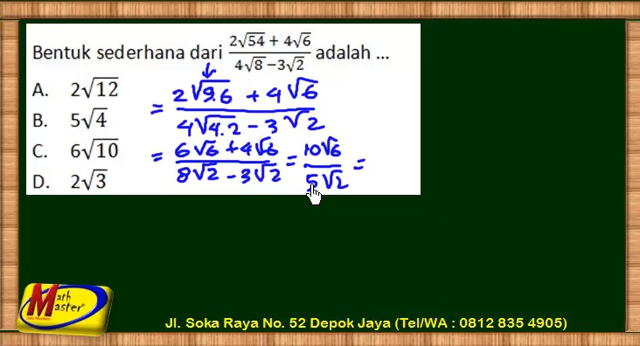 Bentuk sederhana dari (2√54 + 4√6)/(4√8 − 3√2) adalah ...
A. 2√12
B. 5√4
C. 6√10
D. 2√3
= (2√9.6 + 4√6)/(4√4.2 − 3√2)
= (6√6 + 4√6)/(8√2 − 3√2) = 10√6/5√2 =
Math Master
Jl. Soka Raya No. 52 Depok Jaya (Tel/WA : 0812 835 4905)